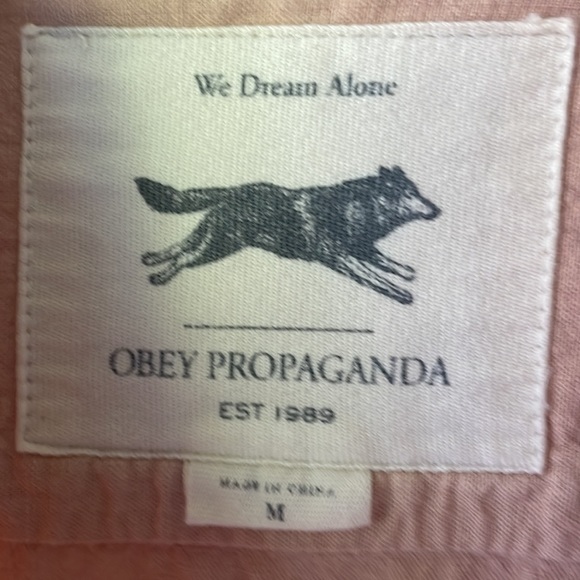 We Dream Alone
OBEY PROPAGANDA
EST 1989
MADE IN CHINA
M